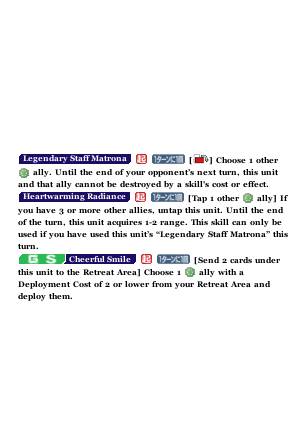 Legendary Staff Matrona 起 1ターンに1回 [ ] Choose 1 other
ally. Until the end of your opponent's next turn, this unit
and that ally cannot be destroyed by a skill's cost or effect.
Heartwarming Radiance 起 1ターンに1回 [Tap 1 other ally] If
you have 3 or more other allies, untap this unit. Until the end
of the turn, this unit acquires 1-2 range. This skill can only be
used if you have used this unit's “Legendary Staff Matrona” this
turn.
G S Cheerful Smile 起 1ターンに1回 [Send 2 cards under
this unit to the Retreat Area] Choose 1 ally with a
Deployment Cost of 2 or lower from your Retreat Area and
deploy them.